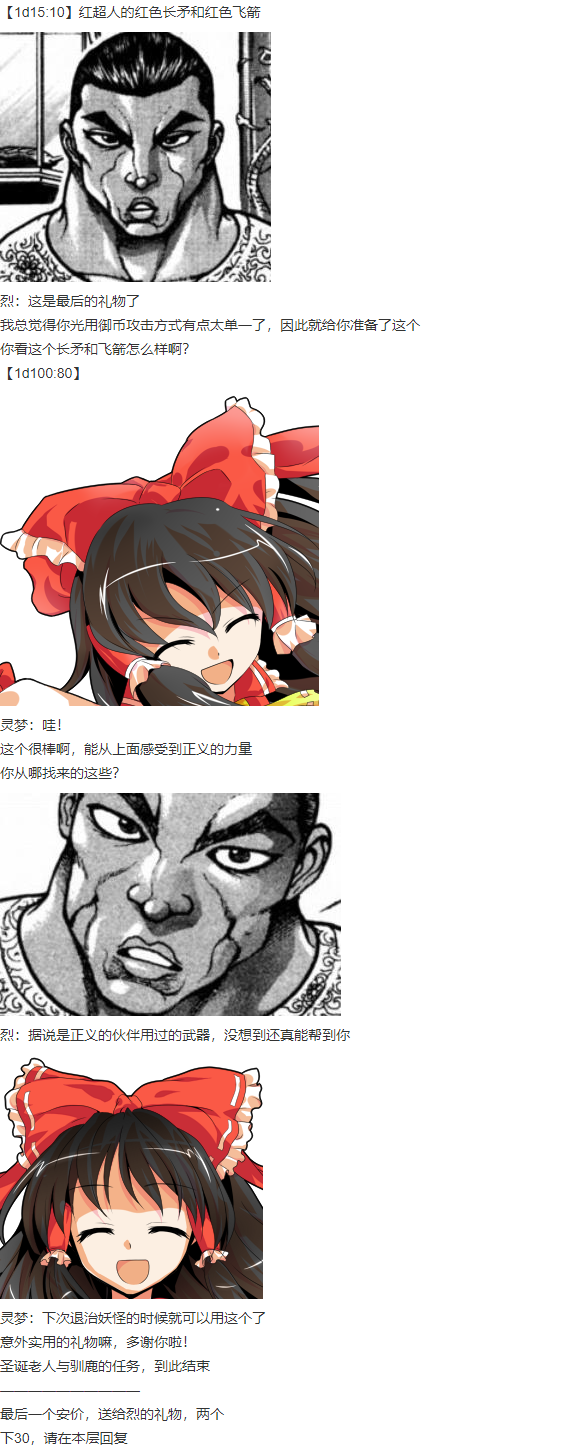 【1d15:10】红超人的红色长矛和红色飞箭
烈：这是最后的礼物了
我总觉得你光用御币攻击方式有点太单一了，因此就给你准备了这个
你看这个长矛和飞箭怎么样啊？
【1d100:80】
灵梦：哇！
这个很棒啊，能从上面感受到正义的力量
你从哪找来的这些？
烈：据说是正义的伙伴用过的武器，没想到还真能帮到你
灵梦：下次退治妖怪的时候就可以用这个了
意外实用的礼物嘛，多谢你啦！
圣诞老人与驯鹿的任务，到此结束
——————————
最后一个安价，送给烈的礼物，两个
下30，请在本层回复